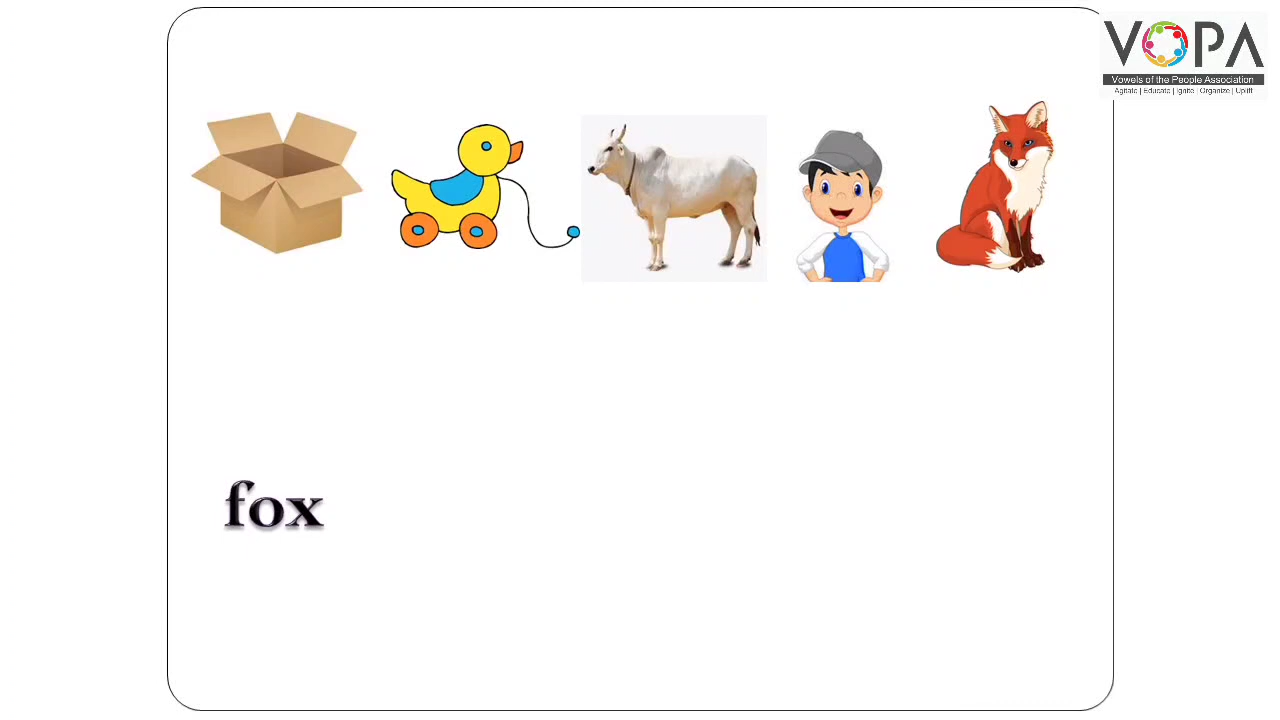 VOPA
Vowels of the People Association
Agitate | Educate | Ignite | Organize | Uplift
fox